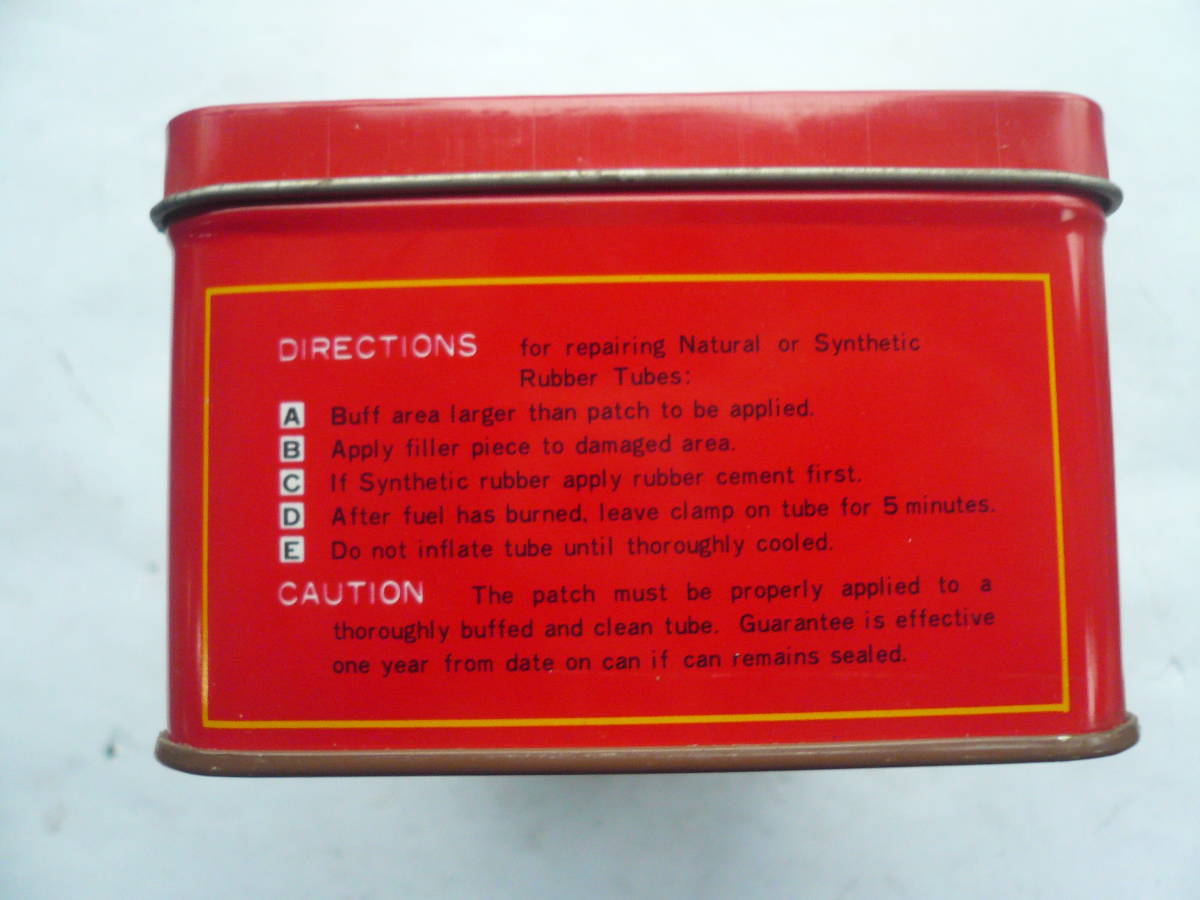 DIRECTIONS for repairing Natural or Synthetic
Rubber Tubes:
A Buff area larger than patch to be applied.
B Apply filler piece to damaged area.
C If Synthetic rubber apply rubber cement first.
D After fuel has burned, leave clamp on tube for 5 minutes.
E Do not inflate tube until thoroughly cooled.
CAUTION The patch must be properly applied to a
thoroughly buffed and clean tube. Guarantee is effective
one year from date on can if can remains sealed.